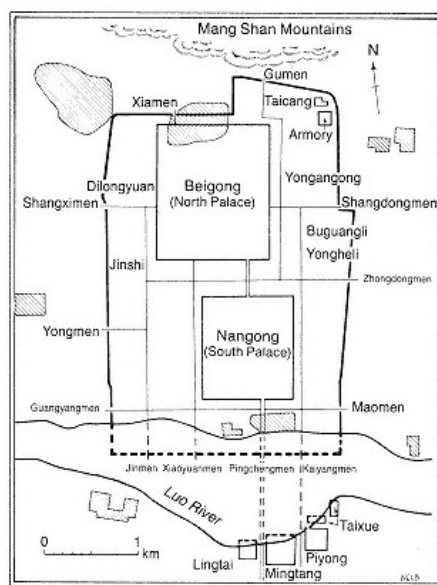 Mang Shan Mountains
N
Gumen
Xiamen
Taicang
Armory
Dilongyuan
Beigong
(North Palace)
Yongangong
Shangximen
Shangdongmen
Buguangli
Yongheli
Jinshi
Zhongdongmen
Nangong
(South Palace)
Yongmen
Guangyangmen
Maomen
Jinmen
Xiaoyuanmen
Pingchengmen
Kaiyangmen
Luo River
Taixue
Piyong
Lingtai
Mingtang
0
1
km